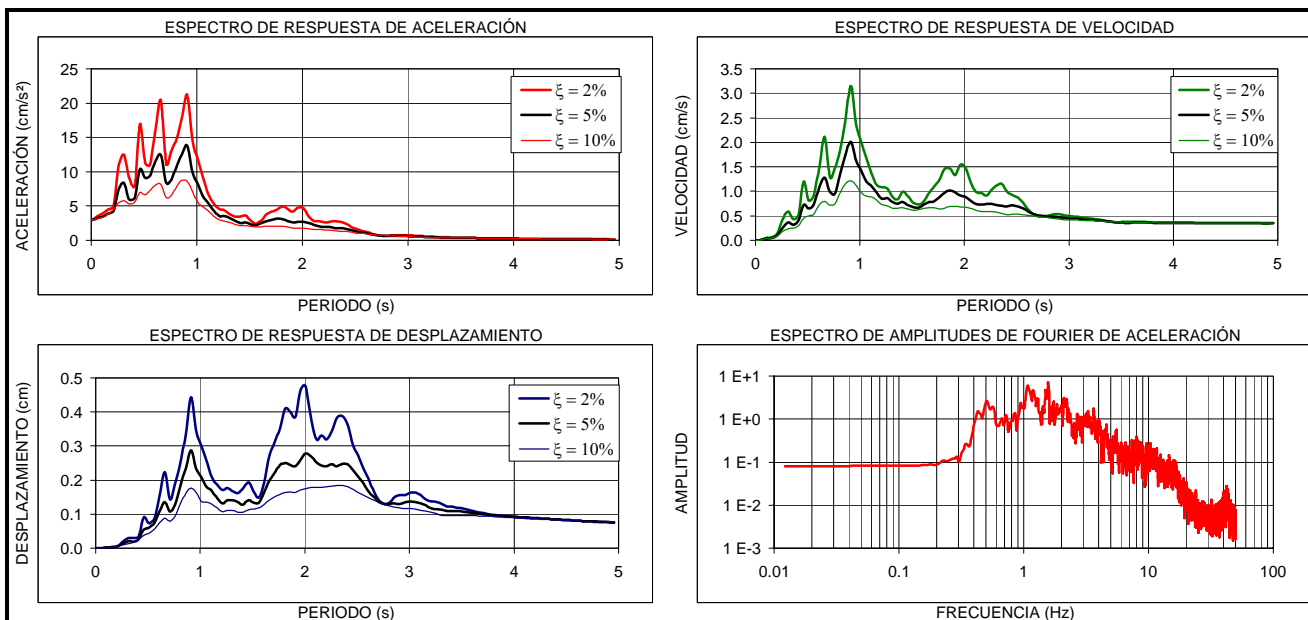 ESPECTRO DE RESPUESTA DE ACELERACIÓN
ACELERACIÓN (cm/s²)
25
20
15
10
5
0
0 1 2 3 4 5
PERIODO (s)
ξ = 2%
ξ = 5%
ξ = 10%
ESPECTRO DE RESPUESTA DE VELOCIDAD
VELOCIDAD (cm/s)
3.5
3.0
2.5
2.0
1.5
1.0
0.5
0.0
0 1 2 3 4 5
PERIODO (s)
ξ = 2%
ξ = 5%
ξ = 10%
ESPECTRO DE RESPUESTA DE DESPLAZAMIENTO
DESPLAZAMIENTO (cm)
0.5
0.4
0.3
0.2
0.1
0.0
0 1 2 3 4 5
PERIODO (s)
ξ = 2%
ξ = 5%
ξ = 10%
ESPECTRO DE AMPLITUDES DE FOURIER DE ACELERACIÓN
AMPLITUD
1 E+1
1 E+0
1 E-1
1 E-2
1 E-3
0.01 0.1 1 10 100
FRECUENCIA (Hz)